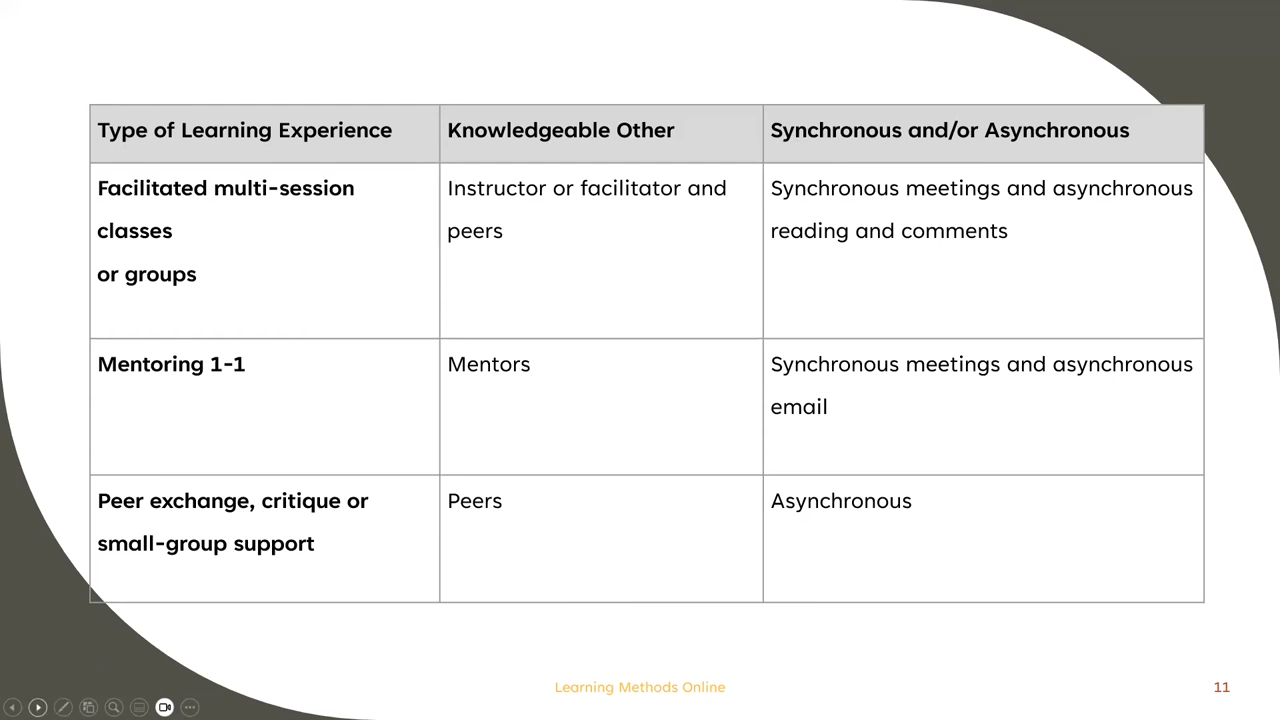 Type of Learning Experience
Knowledgeable Other
Synchronous and/or Asynchronous
Facilitated multi-session
classes
or groups
Instructor or facilitator and
peers
Synchronous meetings and asynchronous
reading and comments
Mentoring 1-1
Mentors
Synchronous meetings and asynchronous
email
Peer exchange, critique or
small-group support
Peers
Asynchronous
Learning Methods Online
11